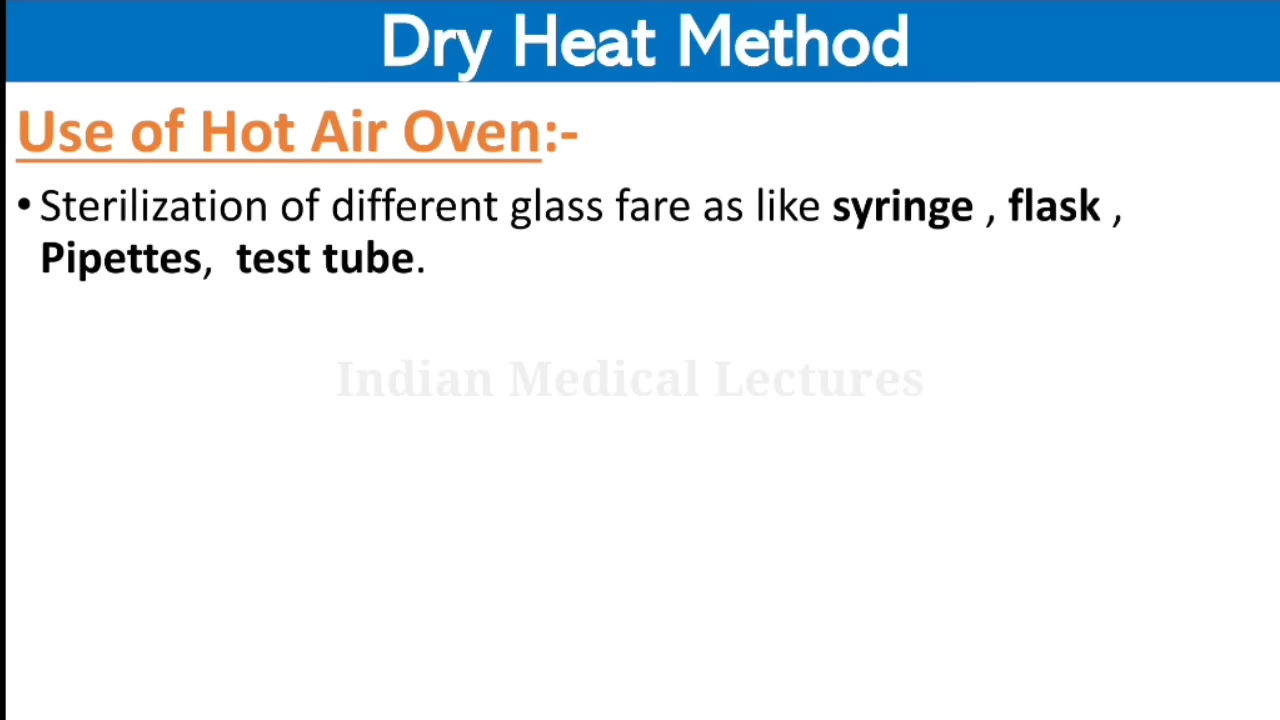 Dry Heat Method
Use of Hot Air Oven:-
• Sterilization of different glass fare as like syringe , flask ,
Pipettes, test tube.
Indian Medical Lectures